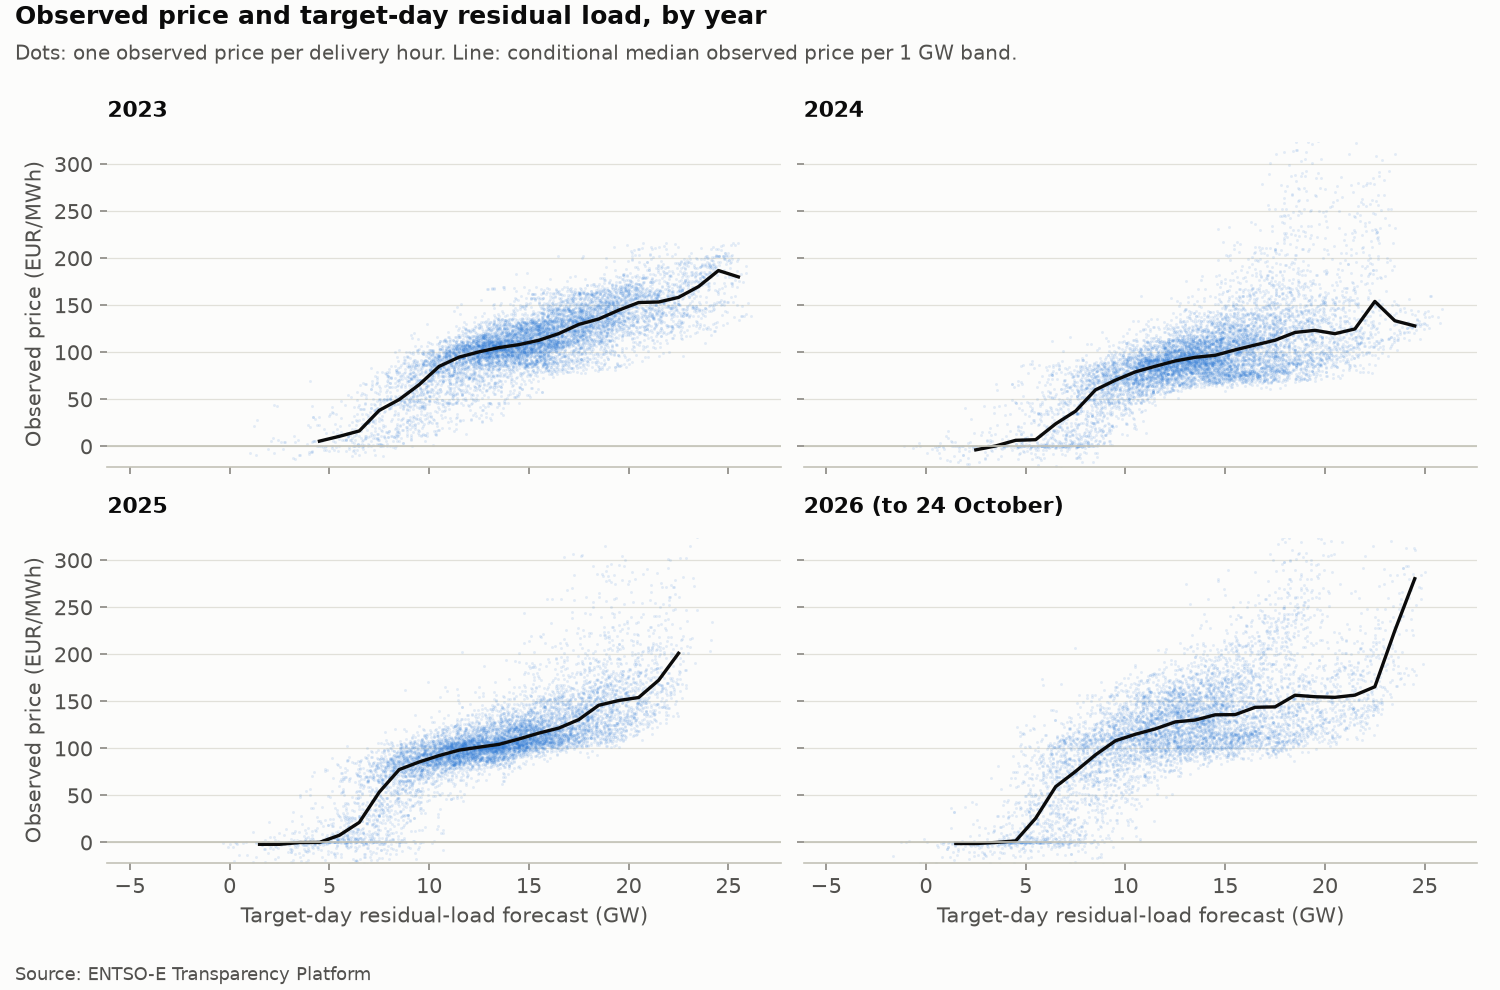 Observed price and target-day residual load, by year
Dots: one observed price per delivery hour. Line: conditional median observed price per 1 GW band.
2023
2024
Observed price (EUR/MWh)
300
250
200
150
100
50
0
2025
2026 (to 24 October)
Observed price (EUR/MWh)
300
250
200
150
100
50
0
−5 0 5 10 15 20 25
−5 0 5 10 15 20 25
Target-day residual-load forecast (GW)
Target-day residual-load forecast (GW)
Source: ENTSO-E Transparency Platform